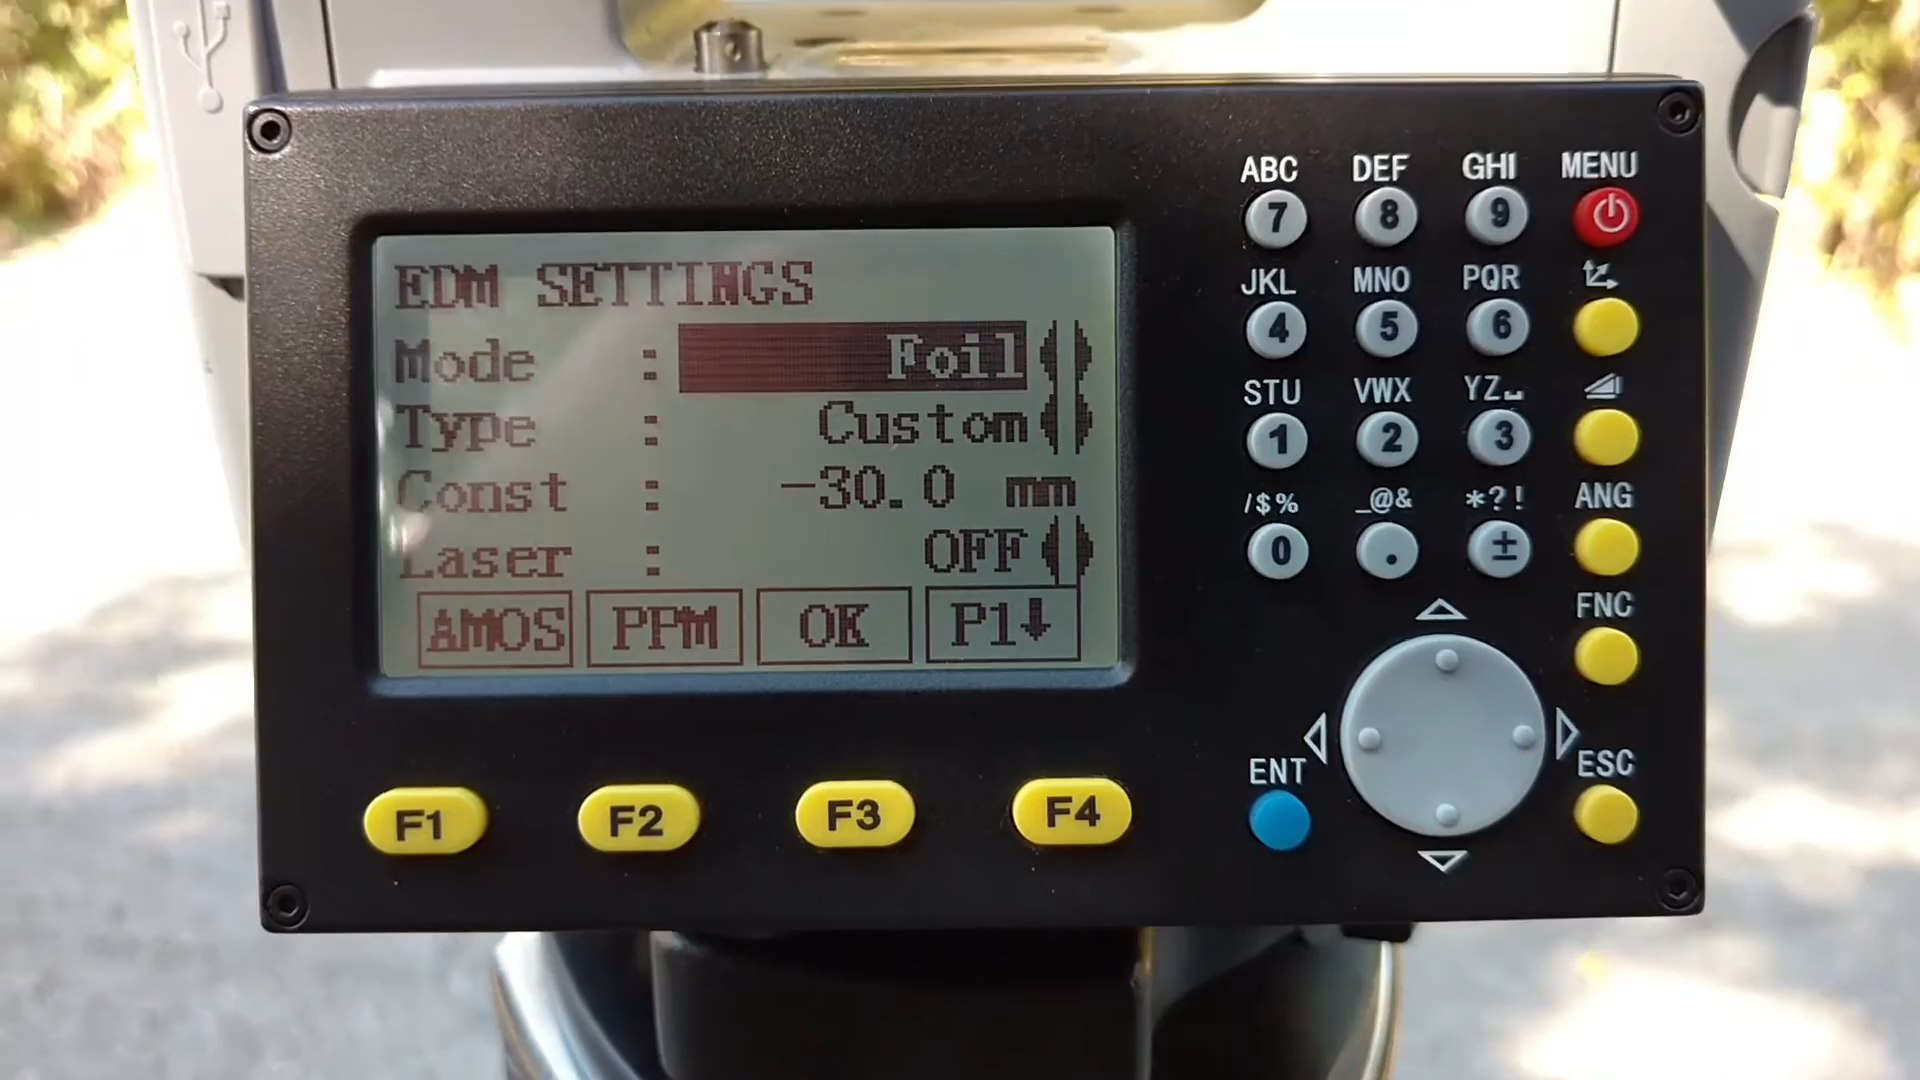 EDM SETTINGS
Mode : Foil
Type : Custom
Const : -30.0 mm
Laser : OFF
AMOS PPM OK P1↓
F1 F2 F3 F4
ABC DEF GHI MENU
7 8 9
JKL MNO PQR
4 5 6
STU VWX YZ␣
1 2 3
/$% _@& *?! ANG
0 . ±
FNC
ENT ESC